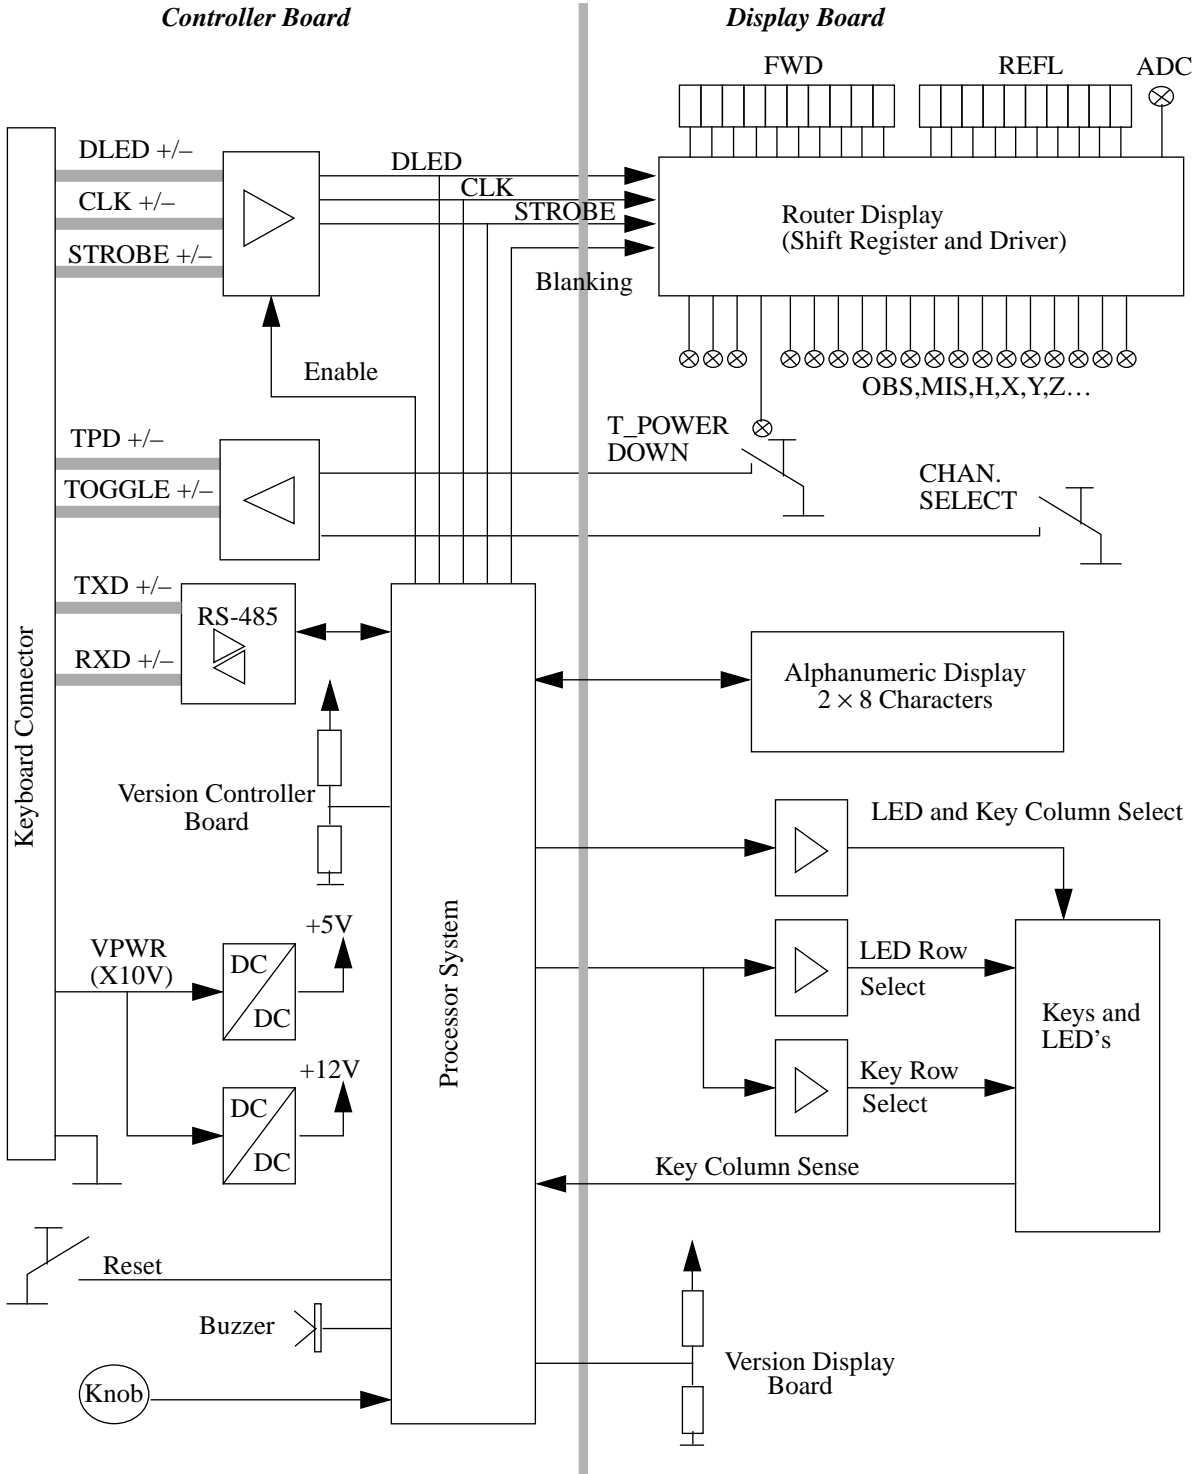 Controller Board
Display Board
FWD
REFL
ADC
DLED +/–
CLK +/–
STROBE +/–
DLED
CLK
STROBE
Blanking
Router Display
(Shift Register and Driver)
Enable
OBS,MIS,H,X,Y,Z…
TPD +/–
TOGGLE +/–
T_POWER
DOWN
CHAN.
SELECT
TXD +/–
RXD +/–
RS-485
Keyboard Connector
Alphanumeric Display
2 × 8 Characters
Version Controller
Board
Processor System
LED and Key Column Select
VPWR
(X10V)
DC
DC
+5V
DC
DC
+12V
LED Row
Select
Key Row
Select
Keys and
LED’s
Key Column Sense
Reset
Buzzer
Knob
Version Display
Board